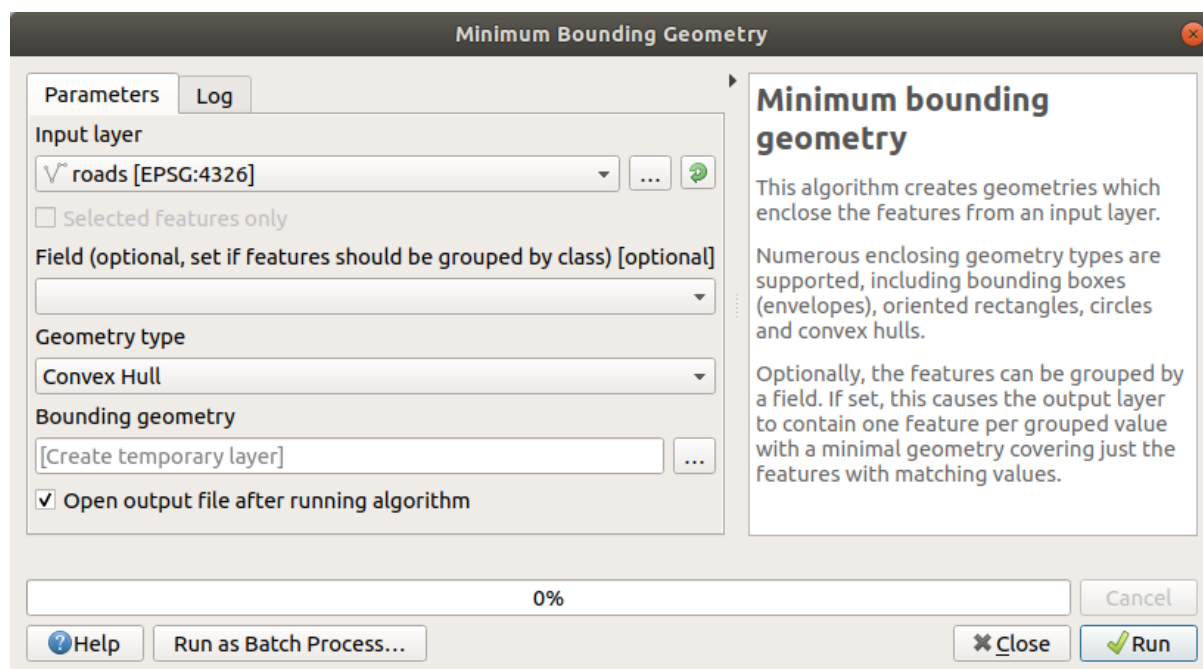 Minimum Bounding Geometry
Parameters
Log
Input layer
roads [EPSG:4326]
...
Selected features only
Field (optional, set if features should be grouped by class) [optional]
Geometry type
Convex Hull
Bounding geometry
[Create temporary layer]
...
Open output file after running algorithm
Minimum bounding
geometry
This algorithm creates geometries which
enclose the features from an input layer.
Numerous enclosing geometry types are
supported, including bounding boxes
(envelopes), oriented rectangles, circles
and convex hulls.
Optionally, the features can be grouped by
a field. If set, this causes the output layer
to contain one feature per grouped value
with a minimal geometry covering just the
features with matching values.
0%
Cancel
Help
Run as Batch Process...
Close
Run